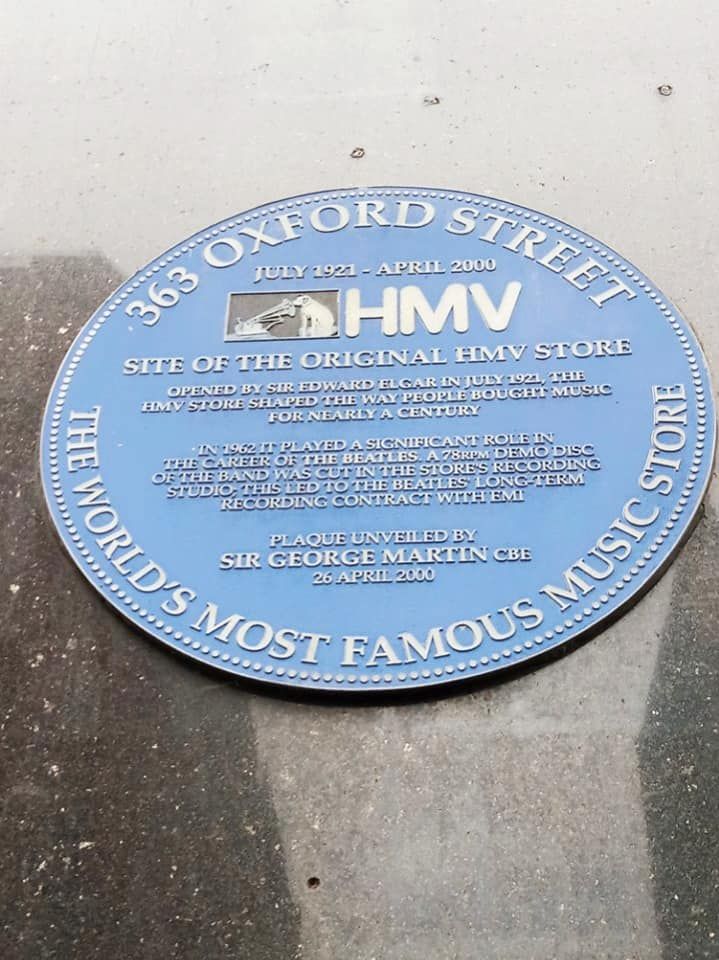 363 OXFORD STREET
JULY 1921 - APRIL 2000
HMV
SITE OF THE ORIGINAL HMV STORE
OPENED BY SIR EDWARD ELGAR IN JULY 1921, THE
HMV STORE SHAPED THE WAY PEOPLE BOUGHT MUSIC
FOR NEARLY A CENTURY
IN 1962 IT PLAYED A SIGNIFICANT ROLE IN
THE CAREER OF THE BEATLES. A 78RPM DEMO DISC
OF THE BAND WAS CUT IN THE STORE'S RECORDING
STUDIO; THIS LED TO THE BEATLES' LONG-TERM
RECORDING CONTRACT WITH EMI
PLAQUE UNVEILED BY
SIR GEORGE MARTIN CBE
26 APRIL 2000
THE WORLD'S MOST FAMOUS MUSIC STORE